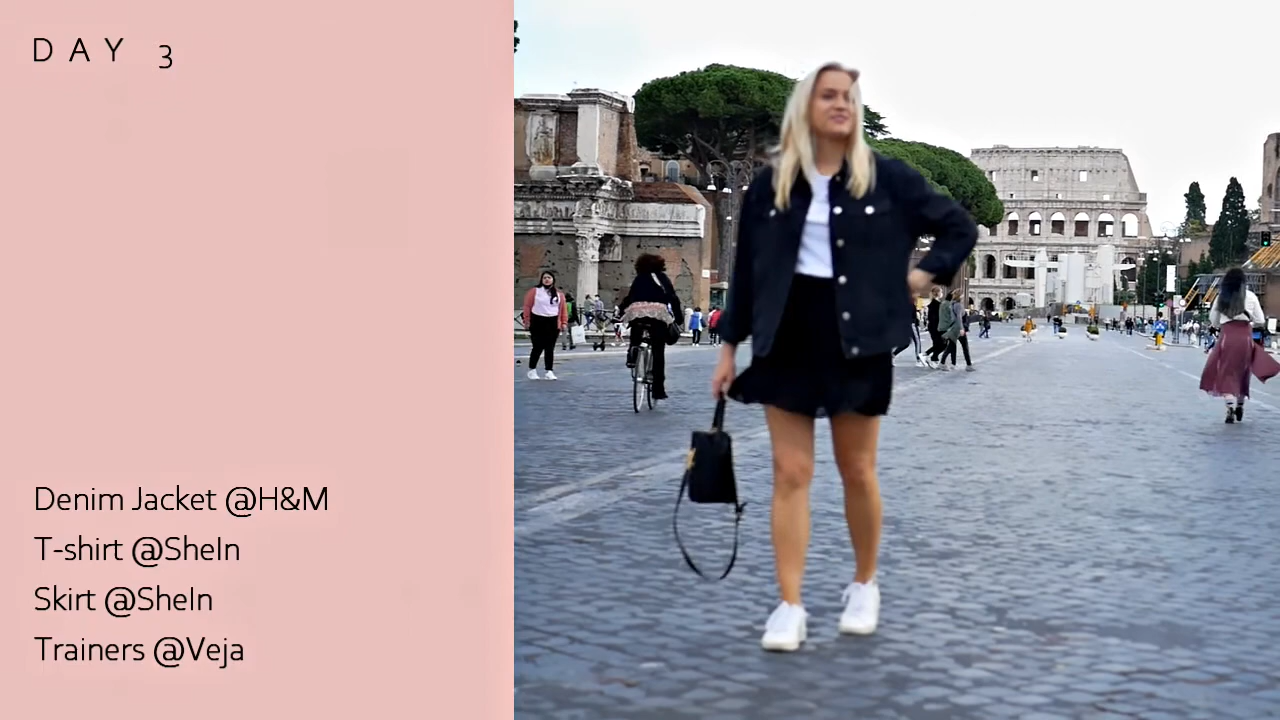 DAY 3
Denim Jacket @H&M
T-shirt @SheIn
Skirt @SheIn
Trainers @Veja